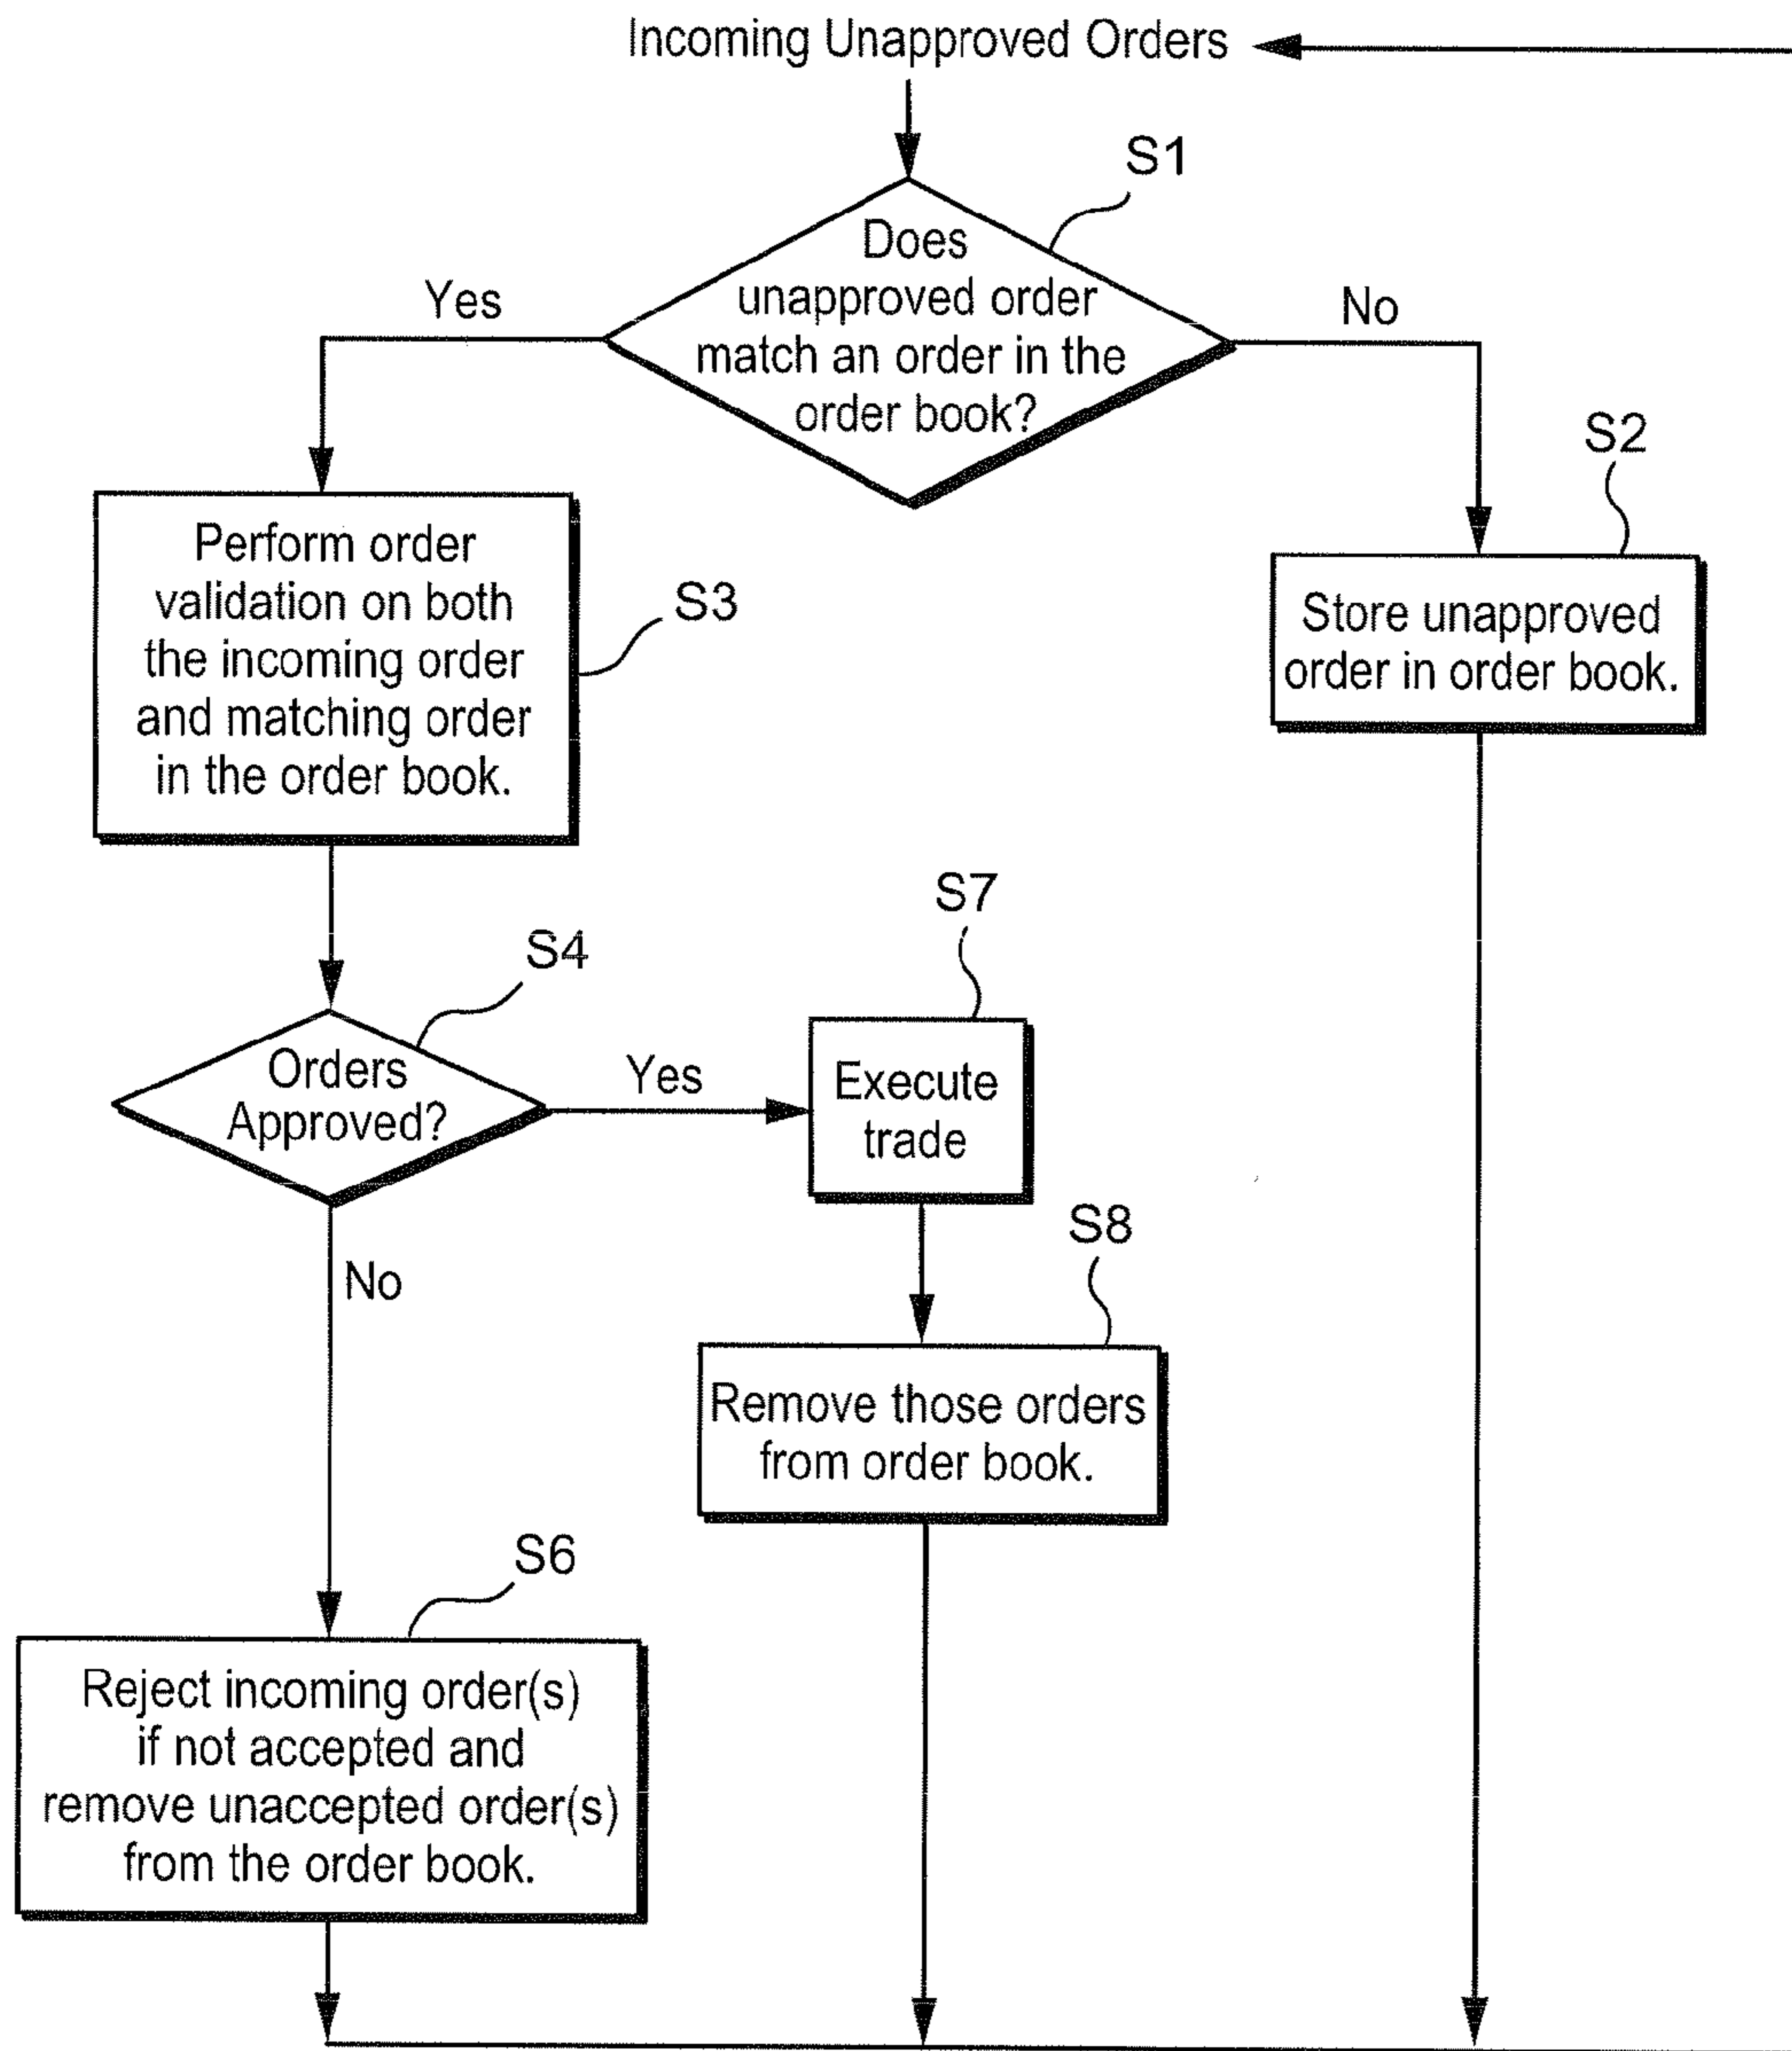 Incoming Unapproved Orders
S1
Does
unapproved order
match an order in the
order book?
Yes
No
S2
Store unapproved
order in order book.
Perform order
validation on both
the incoming order
and matching order
in the order book.
S3
S4
Orders
Approved?
Yes
No
S7
Execute
trade
S8
Remove those orders
from order book.
S6
Reject incoming order(s)
if not accepted and
remove unaccepted order(s)
from the order book.